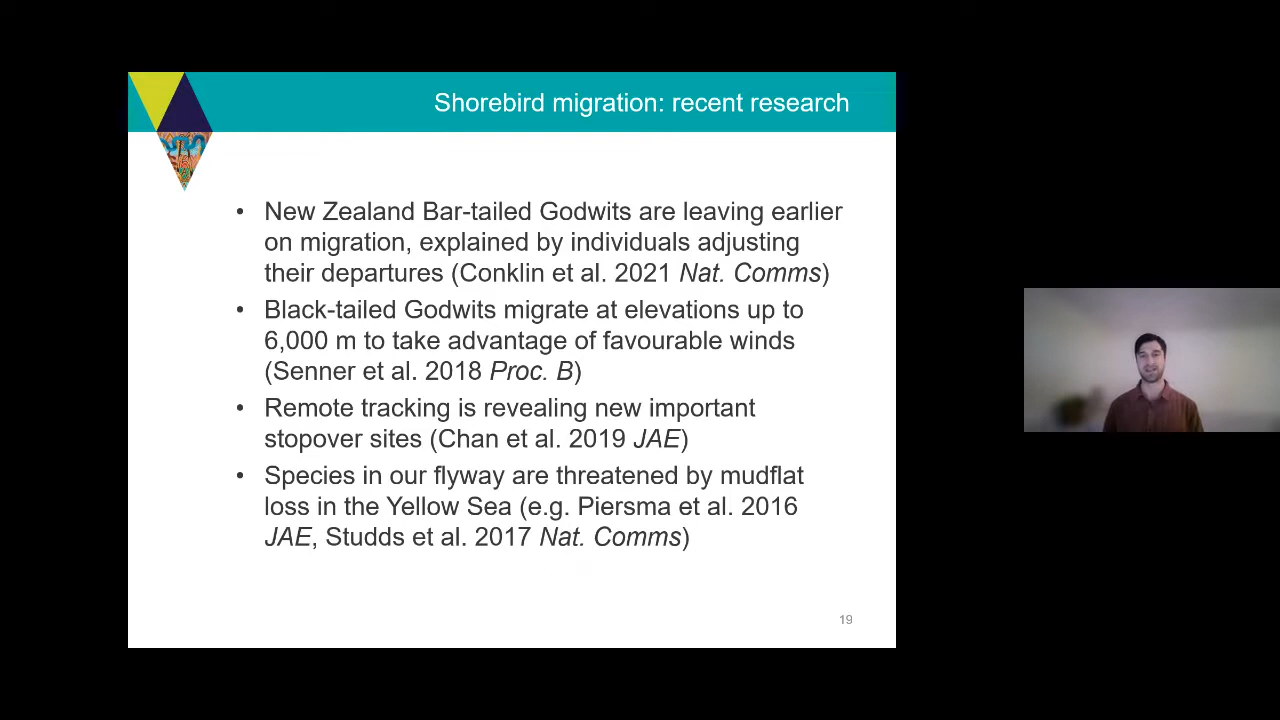 Shorebird migration: recent research
• New Zealand Bar-tailed Godwits are leaving earlier
on migration, explained by individuals adjusting
their departures (Conklin et al. 2021 Nat. Comms)
• Black-tailed Godwits migrate at elevations up to
6,000 m to take advantage of favourable winds
(Senner et al. 2018 Proc. B)
• Remote tracking is revealing new important
stopover sites (Chan et al. 2019 JAE)
• Species in our flyway are threatened by mudflat
loss in the Yellow Sea (e.g. Piersma et al. 2016
JAE, Studds et al. 2017 Nat. Comms)
19